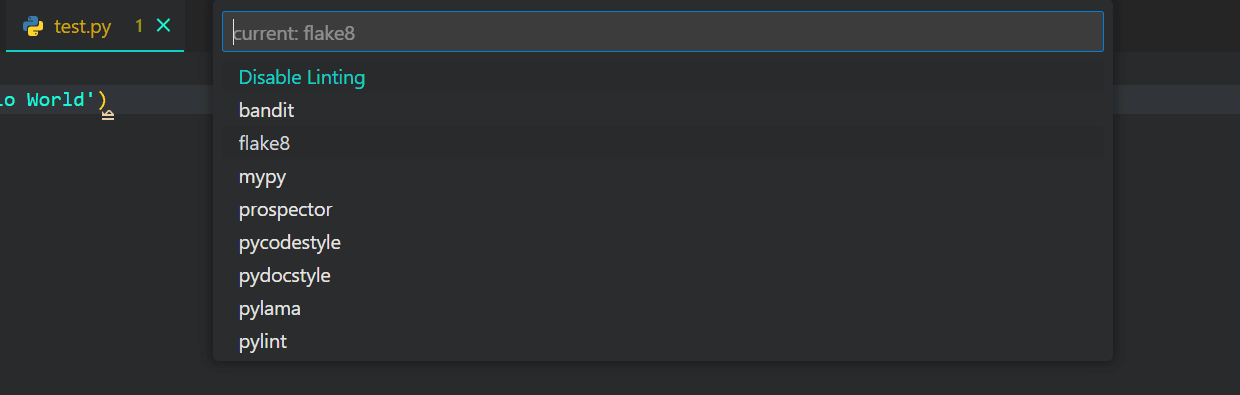 test.py 1
current: flake8
Disable Linting
lo World')
bandit
flake8
mypy
prospector
pycodestyle
pydocstyle
pylama
pylint